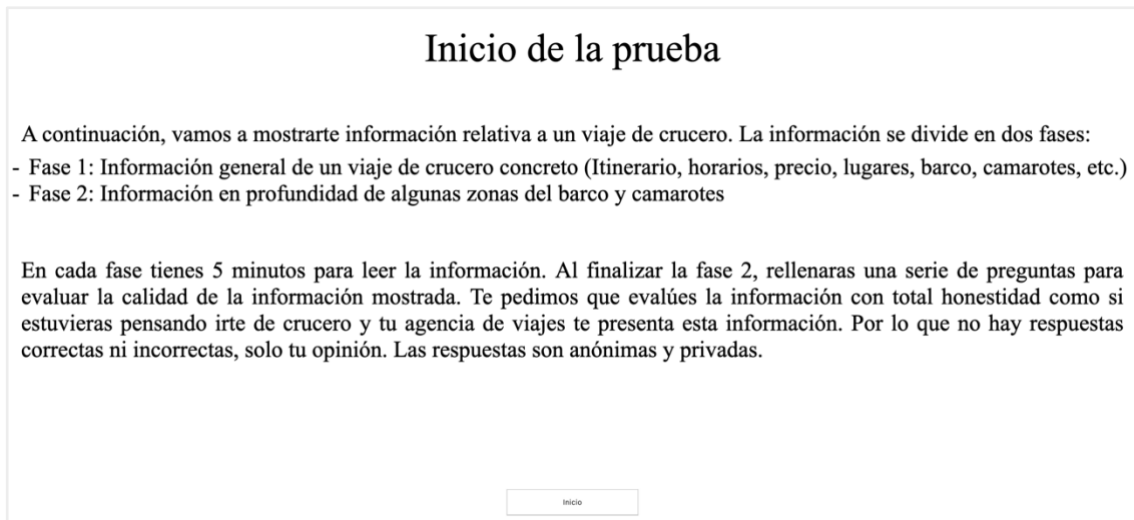 Inicio de la prueba
A continuación, vamos a mostrarte información relativa a un viaje de crucero. La información se divide en dos fases:
- Fase 1: Información general de un viaje de crucero concreto (Itinerario, horarios, precio, lugares, barco, camarotes, etc.)
- Fase 2: Información en profundidad de algunas zonas del barco y camarotes
En cada fase tienes 5 minutos para leer la información. Al finalizar la fase 2, rellenaras una serie de preguntas para
evaluar la calidad de la información mostrada. Te pedimos que evalúes la información con total honestidad como si
estuvieras pensando irte de crucero y tu agencia de viajes te presenta esta información. Por lo que no hay respuestas
correctas ni incorrectas, solo tu opinión. Las respuestas son anónimas y privadas.
Inicio